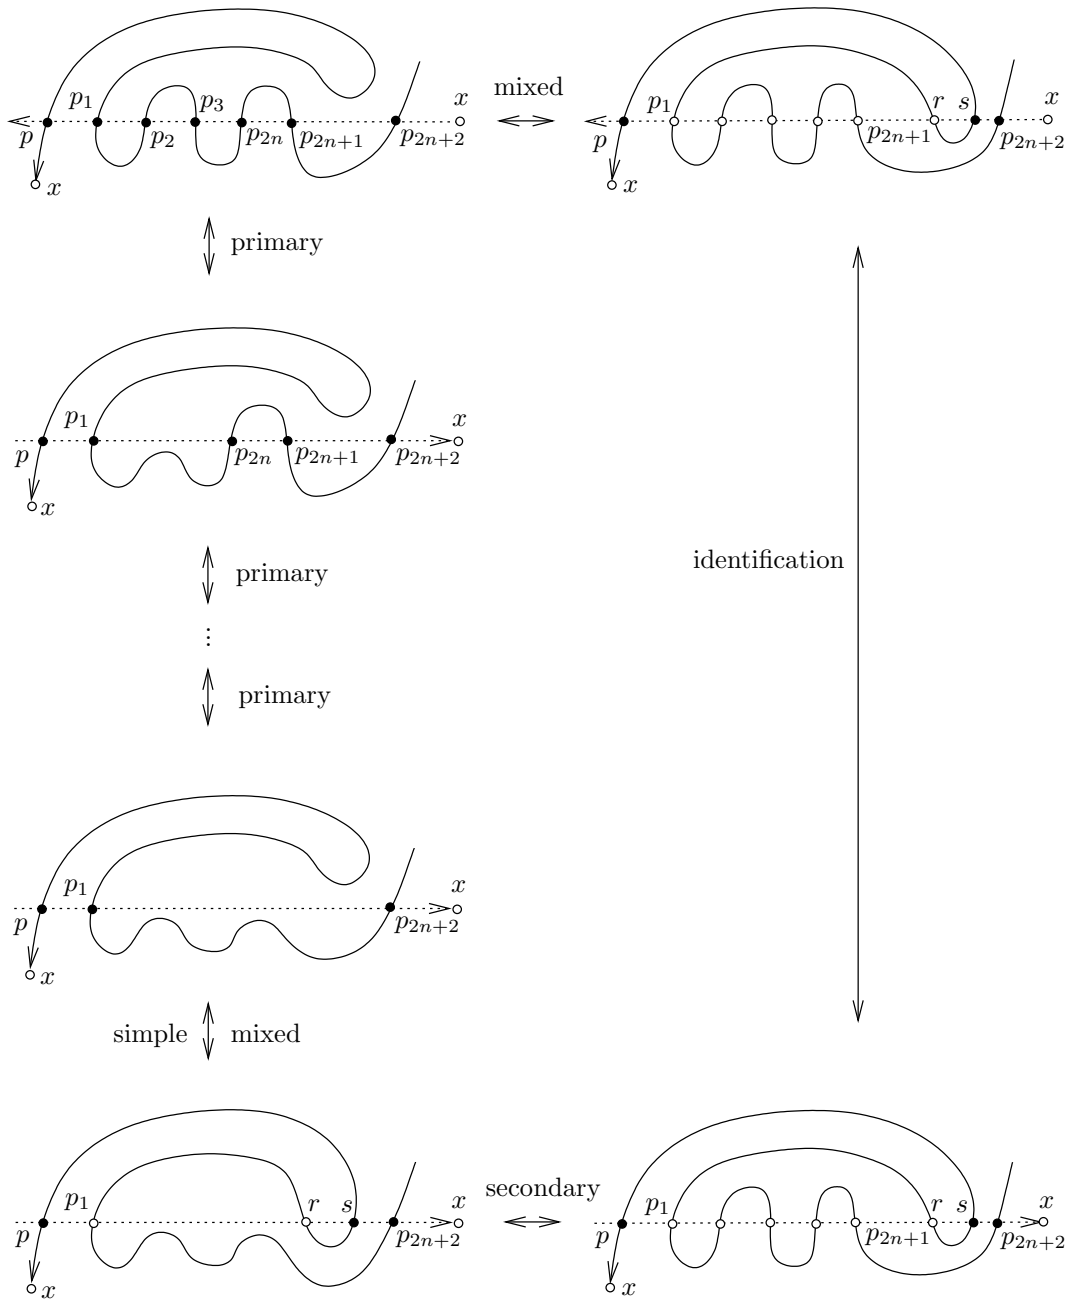 x
x
mixed
p_1
p_3
p_1
r
s
p
p_2
p_{2n}
p_{2n+1}
p_{2n+2}
p
p_{2n+1}
p_{2n+2}
x
x
primary
x
p_1
p
p_{2n}
p_{2n+1}
p_{2n+2}
x
identification
primary
⋮
primary
x
p_1
p
p_{2n+2}
x
simple
mixed
secondary
x
x
p_1
r
s
p_1
r
s
p
p_{2n+2}
p
p_{2n+1}
p_{2n+2}
x
x